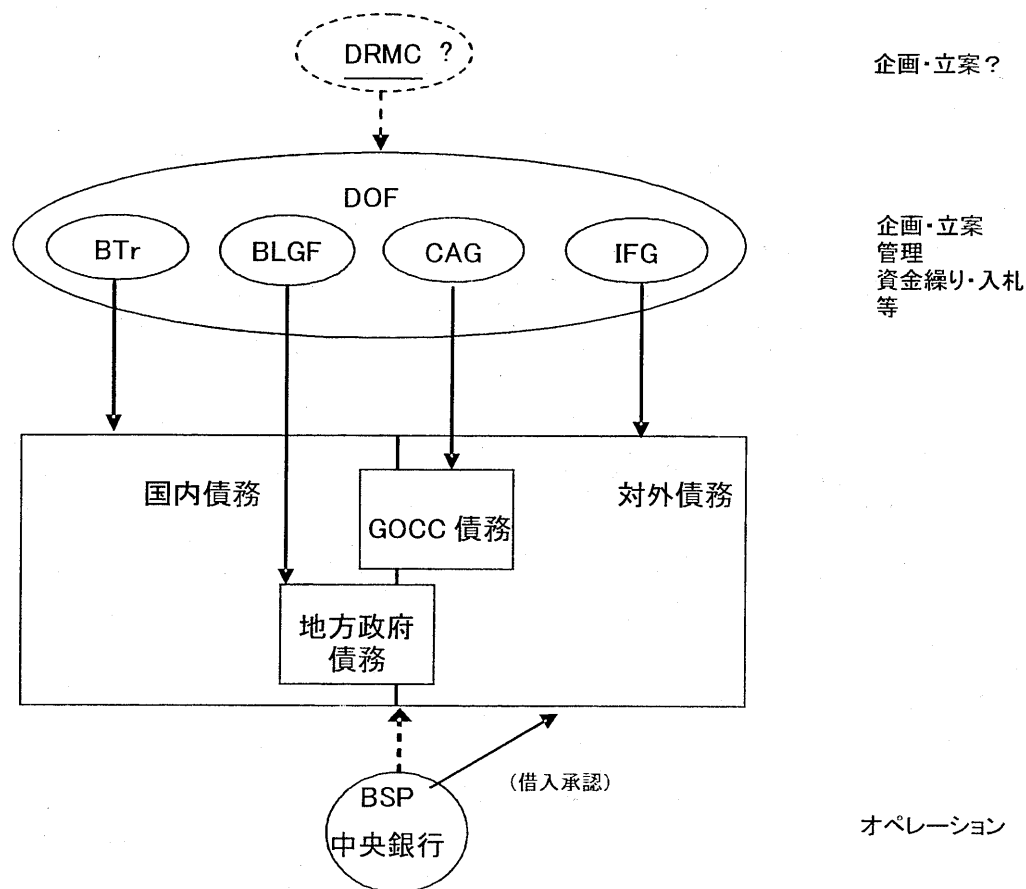 DRMC ?
企画・立案?
DOF
BTr
BLGF
CAG
IFG
企画・立案
管理
資金繰り・入札
等
国内債務
GOCC 債務
対外債務
地方政府
債務
BSP
中央銀行
(借入承認)
オペレーション